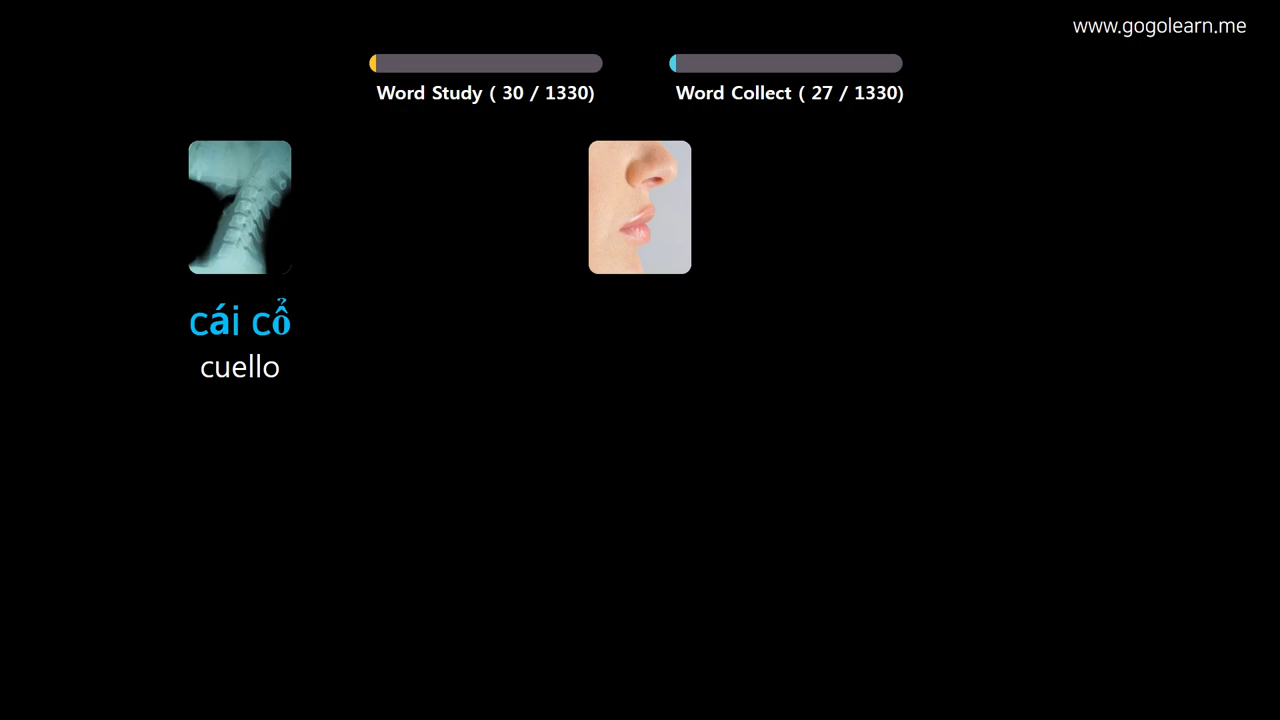 www.gogolearn.me
Word Study ( 30 / 1330)
Word Collect ( 27 / 1330)
cái cổ
cuello